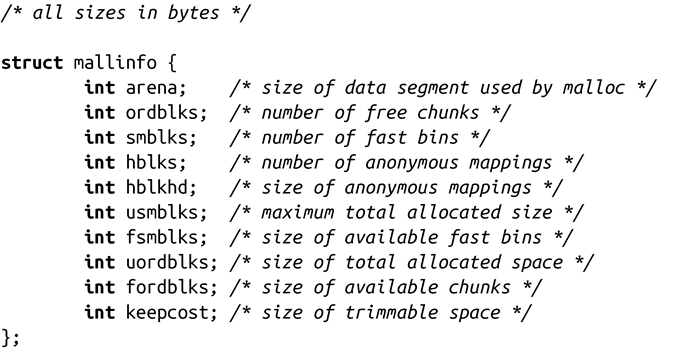 /* all sizes in bytes */
struct mallinfo {
int arena; /* size of data segment used by malloc */
int ordblks; /* number of free chunks */
int smblks; /* number of fast bins */
int hblks; /* number of anonymous mappings */
int hblkhd; /* size of anonymous mappings */
int usmblks; /* maximum total allocated size */
int fsmblks; /* size of available fast bins */
int uordblks; /* size of total allocated space */
int fordblks; /* size of available chunks */
int keepcost; /* size of trimmable space */
};